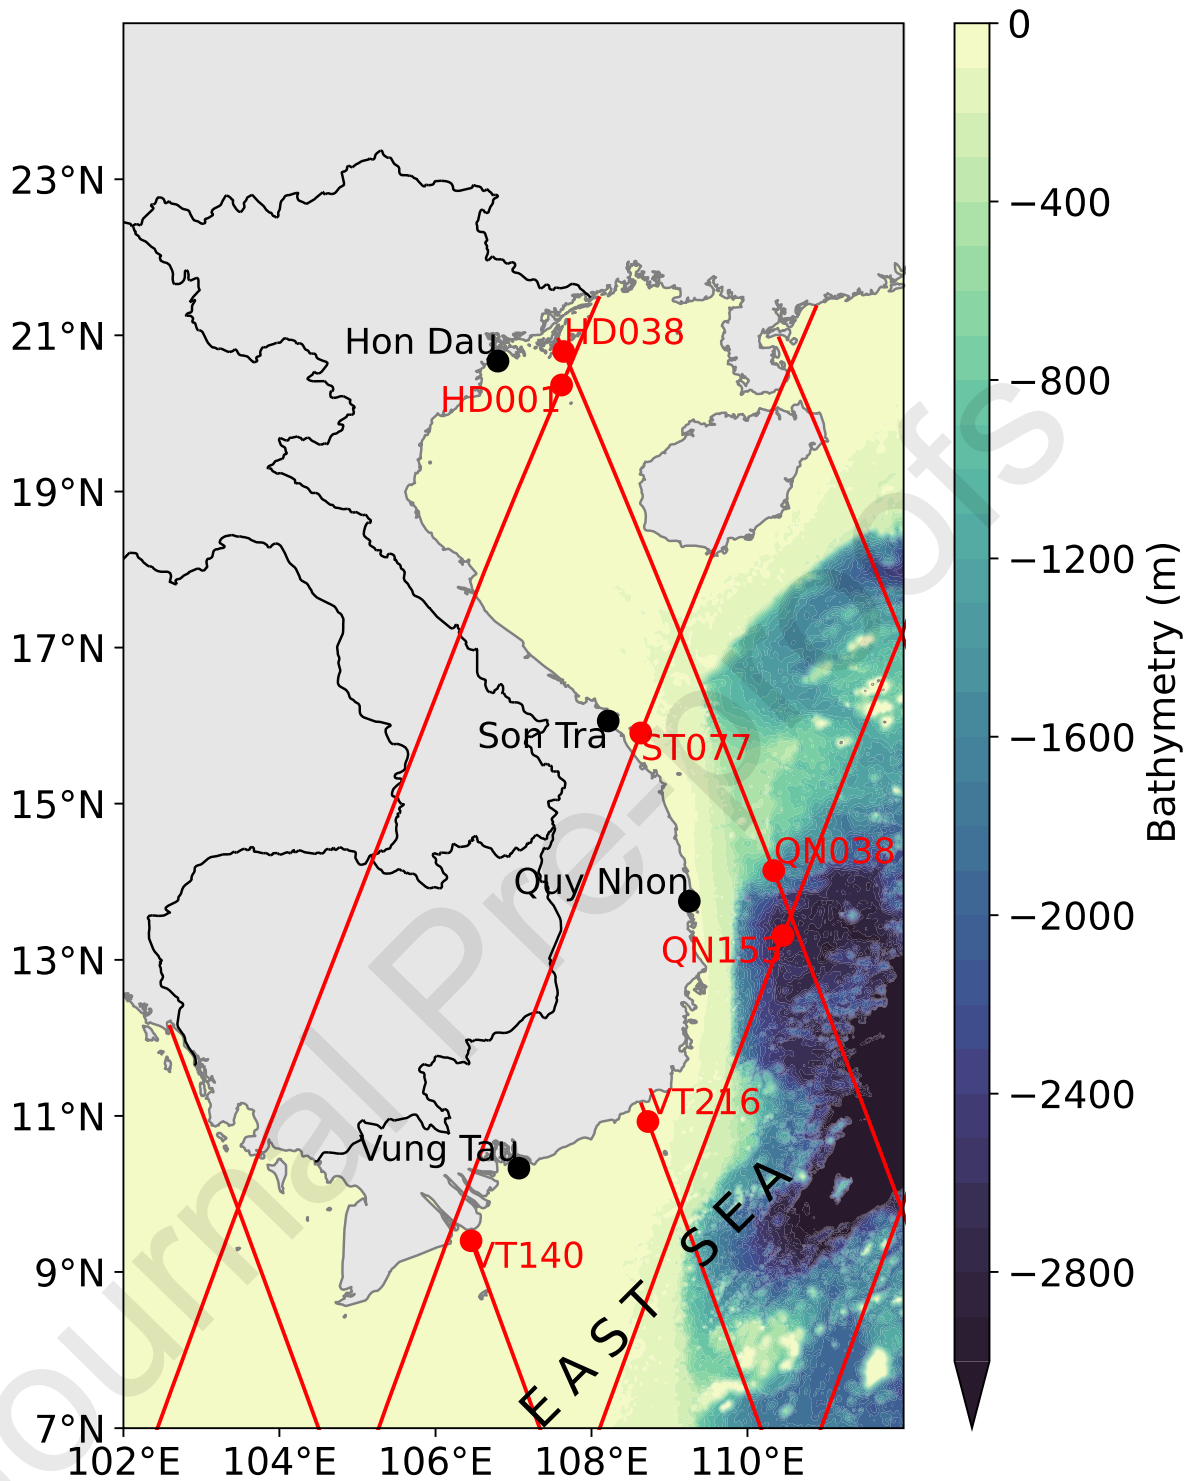 0
23°N
−400
HD038
21°N
Hon Dau
−800
HD001
19°N
−1200
17°N
Bathymetry (m)
Son Tra
ST077
−1600
15°N
QN038
Quy Nhon
−2000
QN153
13°N
−2400
VT216
11°N
Vung Tau
VT140
9°N
−2800
EAST SEA
7°N
102°E
104°E
106°E
108°E
110°E
Journal Pre-proofs